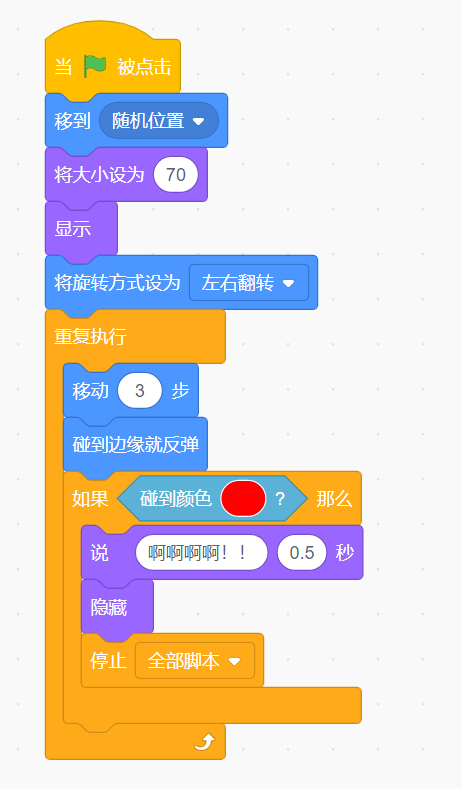 当 被点击
移到 随机位置
将大小设为 70
显示
将旋转方式设为 左右翻转
重复执行
移动 3 步
碰到边缘就反弹
如果 碰到颜色 ? 那么
说 啊啊啊啊！！ 0.5 秒
隐藏
停止 全部脚本